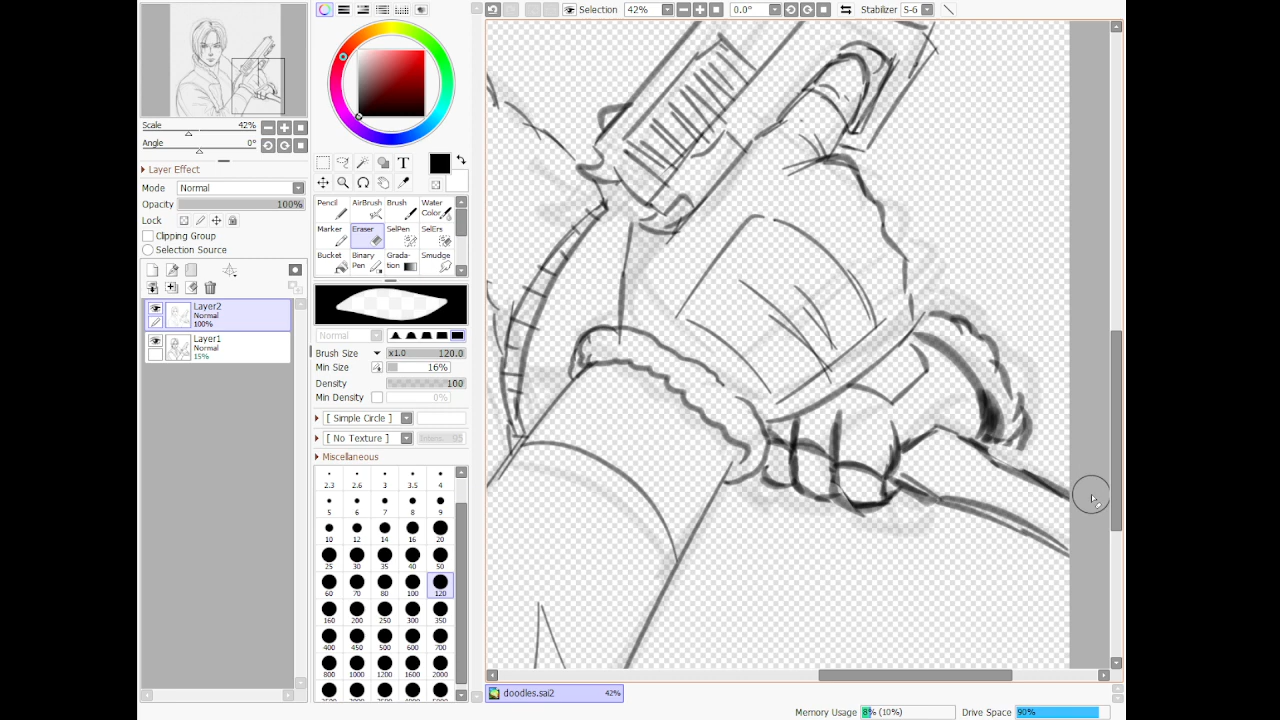 Selection 42% 0.0° Stabilizer S-6
Scale 42%
Angle 0°
Layer Effect
Mode Normal
Opacity 100%
Lock
Clipping Group
Selection Source
Layer2
Normal
100%
Layer1
Normal
15%
T
Pencil AirBrush Brush Water Color
Marker Eraser SelPen SelErs
Bucket Binary Pen Grada-tion Smudge
Normal
Brush Size x1.0 120.0
Min Size 16%
Density 100
Min Density 0%
[ Simple Circle ]
[ No Texture ] 95
Miscellaneous
2.3 2.6 3 3.5 4
5 6 7 8 9
10 12 14 16 20
25 30 35 40 50
60 70 80 100 120
160 200 250 300 350
400 450 500 600 700
800 1000 1200 1600 2000
doodles.sai2 42%
Memory Usage 8% (10%) Drive Space 90%